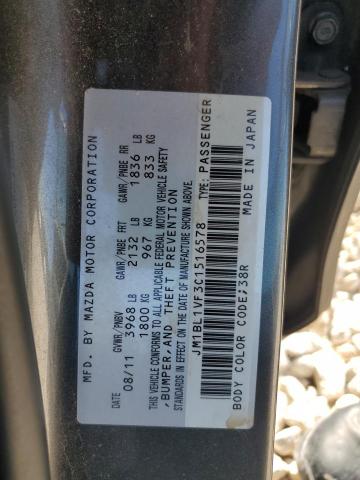 MFD. BY MAZDA MOTOR CORPORATION
DATE GVWR/PNBV GAWR/PNBE FRT GAWR/PNBE RR
08/11 3968 LB 2132 LB 1836 LB
1800 KG 967 KG 833 KG
THIS VEHICLE CONFORMS TO ALL APPLICABLE FEDERAL MOTOR VEHICLE SAFETY
,BUMPER,AND THEFT PREVENTION
STANDARDS IN EFFECT ON THE DATE OF MANUFACTURE SHOWN ABOVE.
JM1BL1VF3C1516578 TYPE: PASSENGER
BODY COLOR CODE;38R MADE IN JAPAN